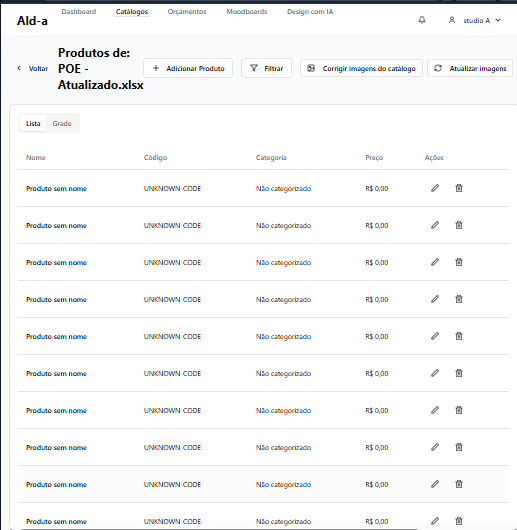 Dashboard Catálogos Orçamentos Moodboards Design com IA
AId-a
studio A
Voltar
Produtos de:
POE -
Atualizado.xlsx
Adicionar Produto
Filtrar
Corrigir imagens do catálogo
Atualizar imagens
Lista Grade
Nome Código Categoria Preço Ações
Produto sem nome UNKNOWN-CODE Não categorizado R$ 0,00
Produto sem nome UNKNOWN-CODE Não categorizado R$ 0,00
Produto sem nome UNKNOWN-CODE Não categorizado R$ 0,00
Produto sem nome UNKNOWN-CODE Não categorizado R$ 0,00
Produto sem nome UNKNOWN-CODE Não categorizado R$ 0,00
Produto sem nome UNKNOWN-CODE Não categorizado R$ 0,00
Produto sem nome UNKNOWN-CODE Não categorizado R$ 0,00
Produto sem nome UNKNOWN-CODE Não categorizado R$ 0,00
Produto sem nome UNKNOWN-CODE Não categorizado R$ 0,00
Produto sem nome UNKNOWN-CODE Não categorizado R$ 0,00